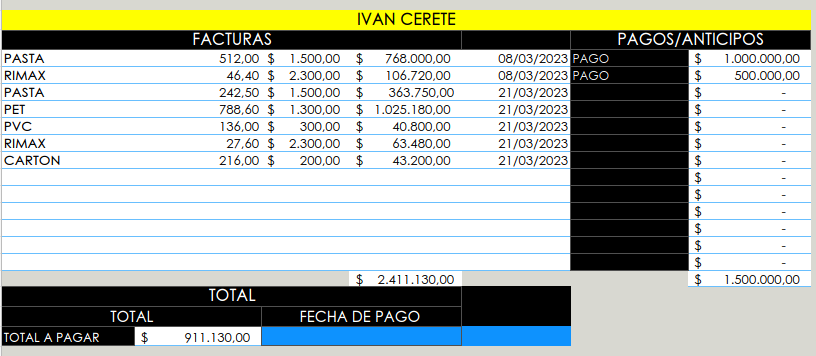 IVAN CERETE
FACTURAS PAGOS/ANTICIPOS
PASTA 512,00 $ 1.500,00 $ 768.000,00 08/03/2023 PAGO $ 1.000.000,00
RIMAX 46,40 $ 2.300,00 $ 106.720,00 08/03/2023 PAGO $ 500.000,00
PASTA 242,50 $ 1.500,00 $ 363.750,00 21/03/2023 $ -
PET 788,60 $ 1.300,00 $ 1.025.180,00 21/03/2023 $ -
PVC 136,00 $ 300,00 $ 40.800,00 21/03/2023 $ -
RIMAX 27,60 $ 2.300,00 $ 63.480,00 21/03/2023 $ -
CARTON 216,00 $ 200,00 $ 43.200,00 21/03/2023 $ -
$ -
$ -
$ -
$ -
$ -
$ -
$ 2.411.130,00 $ 1.500.000,00
TOTAL
TOTAL FECHA DE PAGO
TOTAL A PAGAR $ 911.130,00